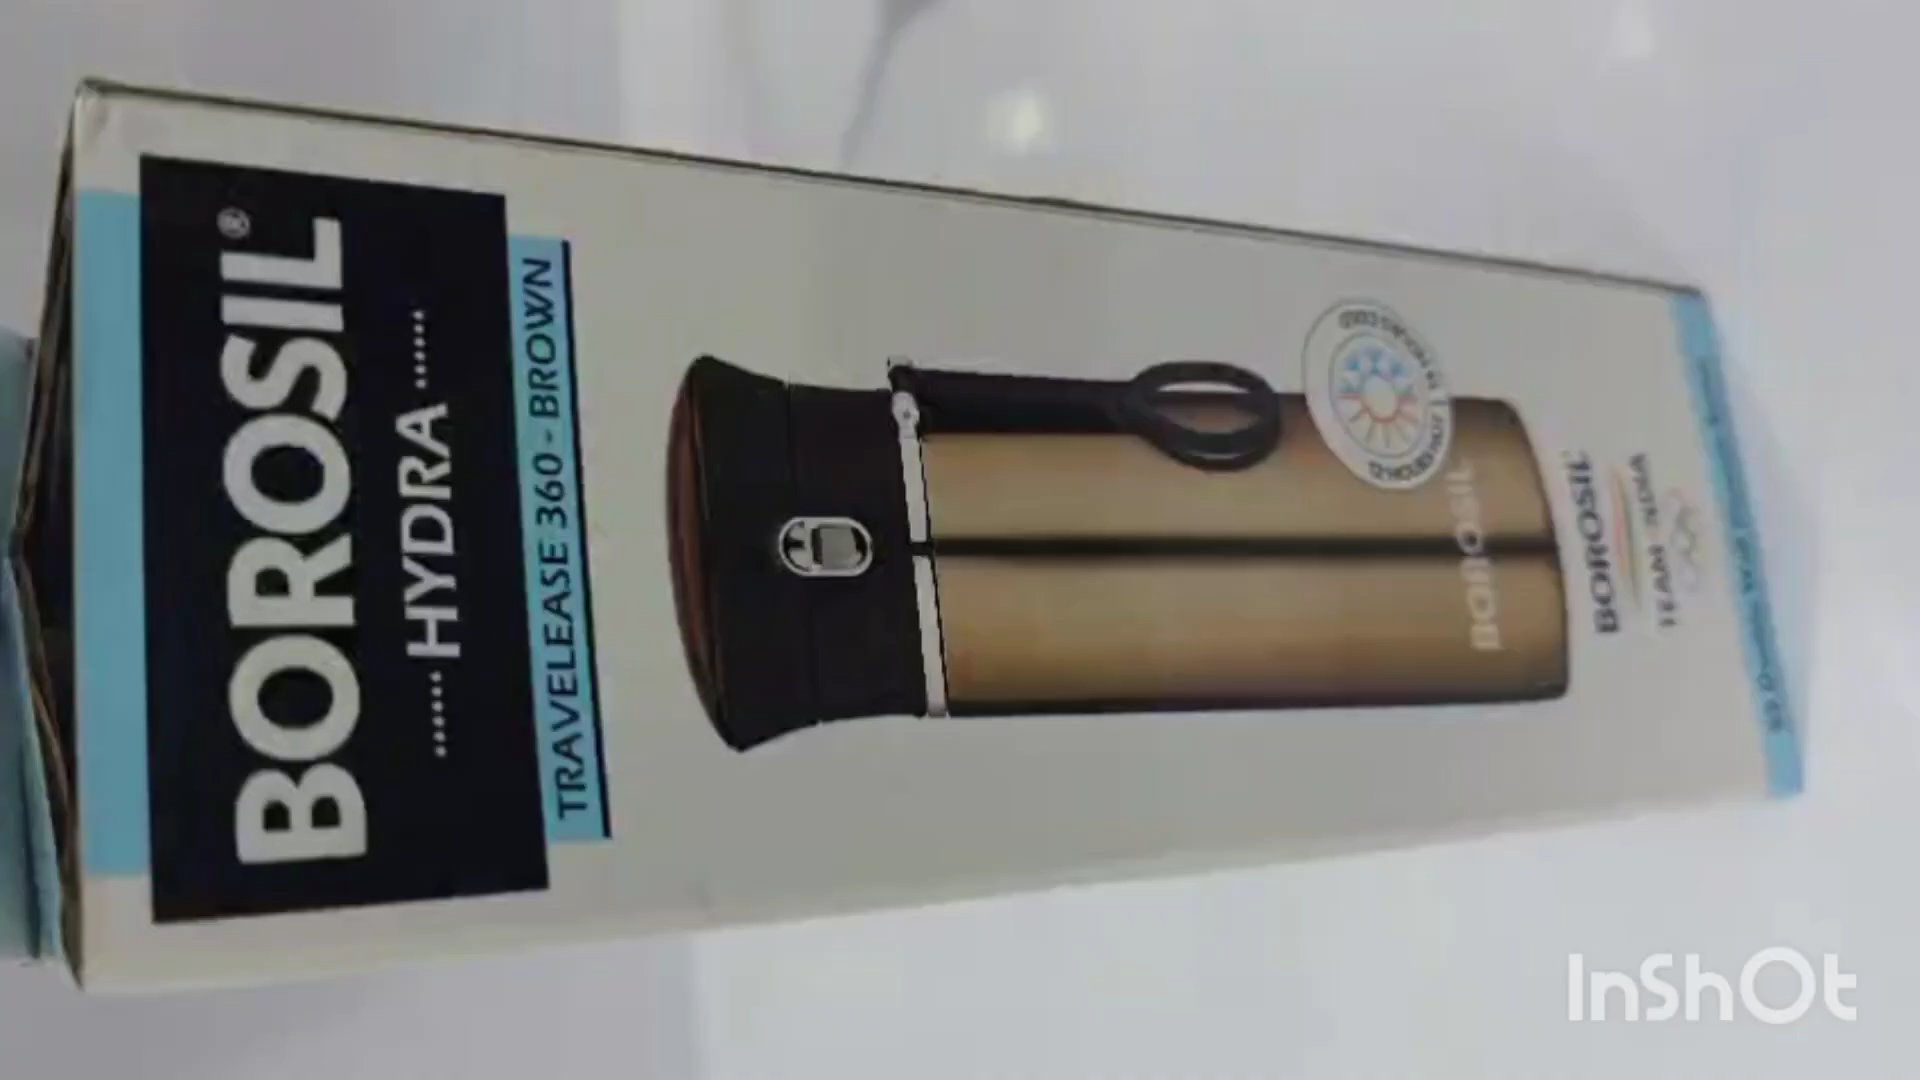 BOROSIL®
HYDRA
TRAVELEASE 360 - BROWN
BOROSIL
BOROSIL
TEAM INDIA
InShOt